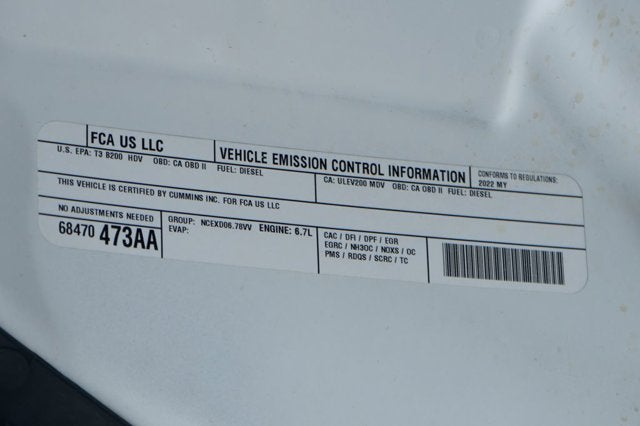 FCA US LLC
VEHICLE EMISSION CONTROL INFORMATION
CONFORMS TO REGULATIONS:
2022 MY
U.S. EPA: T3 B200 HDV OBD: CA OBD II FUEL: DIESEL
CA: ULEV200 MDV OBD: CA OBD II FUEL: DIESEL
THIS VEHICLE IS CERTIFIED BY CUMMINS INC. FOR FCA US LLC
NO ADJUSTMENTS NEEDED
68470 473AA
GROUP: NCEXD06.78VV ENGINE: 6.7L
EVAP:
CAC / DFI / DPF / EGR
EGRC / NH3OC / NOXS / OC
PMS / RDQS / SCRC / TC